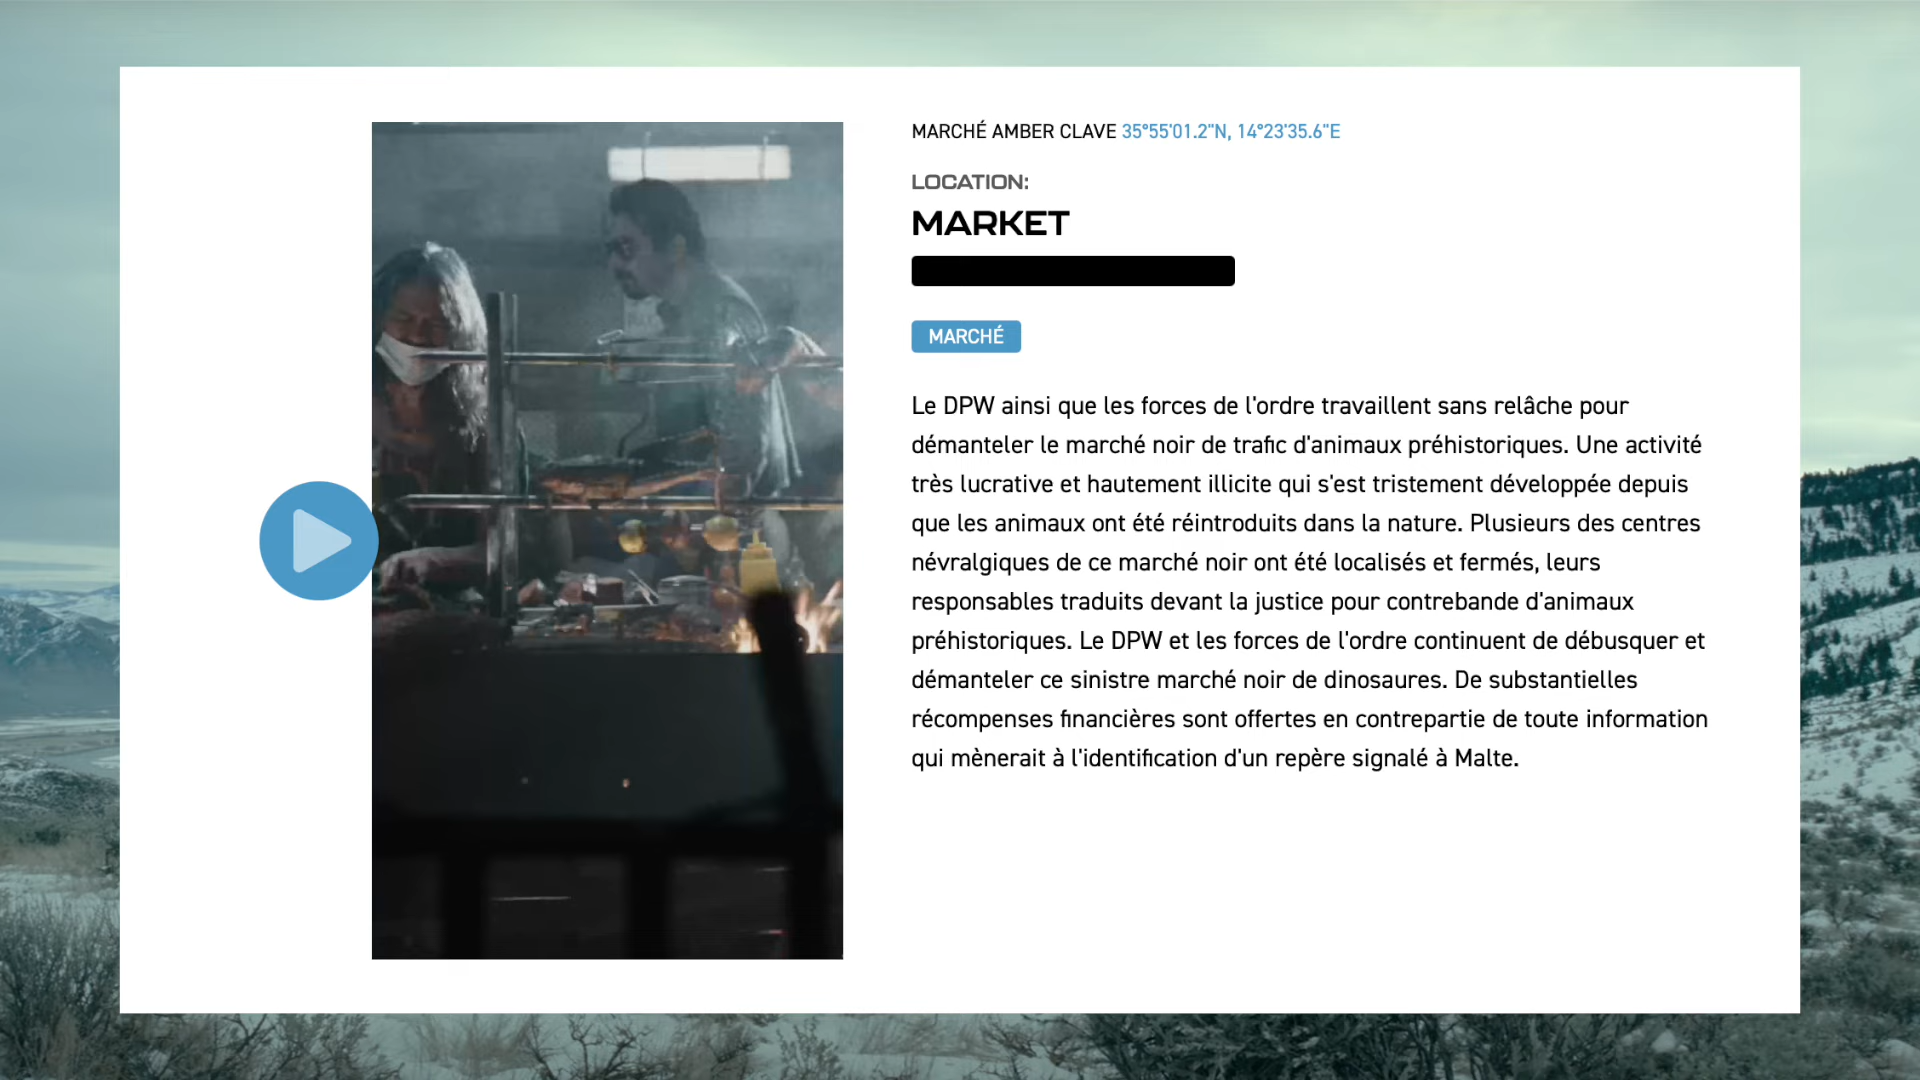 MARCHÉ AMBER CLAVE 35°55'01.2"N, 14°23'35.6"E
LOCATION:
MARKET
MARCHÉ
Le DPW ainsi que les forces de l'ordre travaillent sans relâche pour
démanteler le marché noir de trafic d'animaux préhistoriques. Une activité
très lucrative et hautement illicite qui s'est tristement développée depuis
que les animaux ont été réintroduits dans la nature. Plusieurs des centres
névralgiques de ce marché noir ont été localisés et fermés, leurs
responsables traduits devant la justice pour contrebande d'animaux
préhistoriques. Le DPW et les forces de l'ordre continuent de débusquer et
démanteler ce sinistre marché noir de dinosaures. De substantielles
récompenses financières sont offertes en contrepartie de toute information
qui mènerait à l'identification d'un repère signalé à Malte.